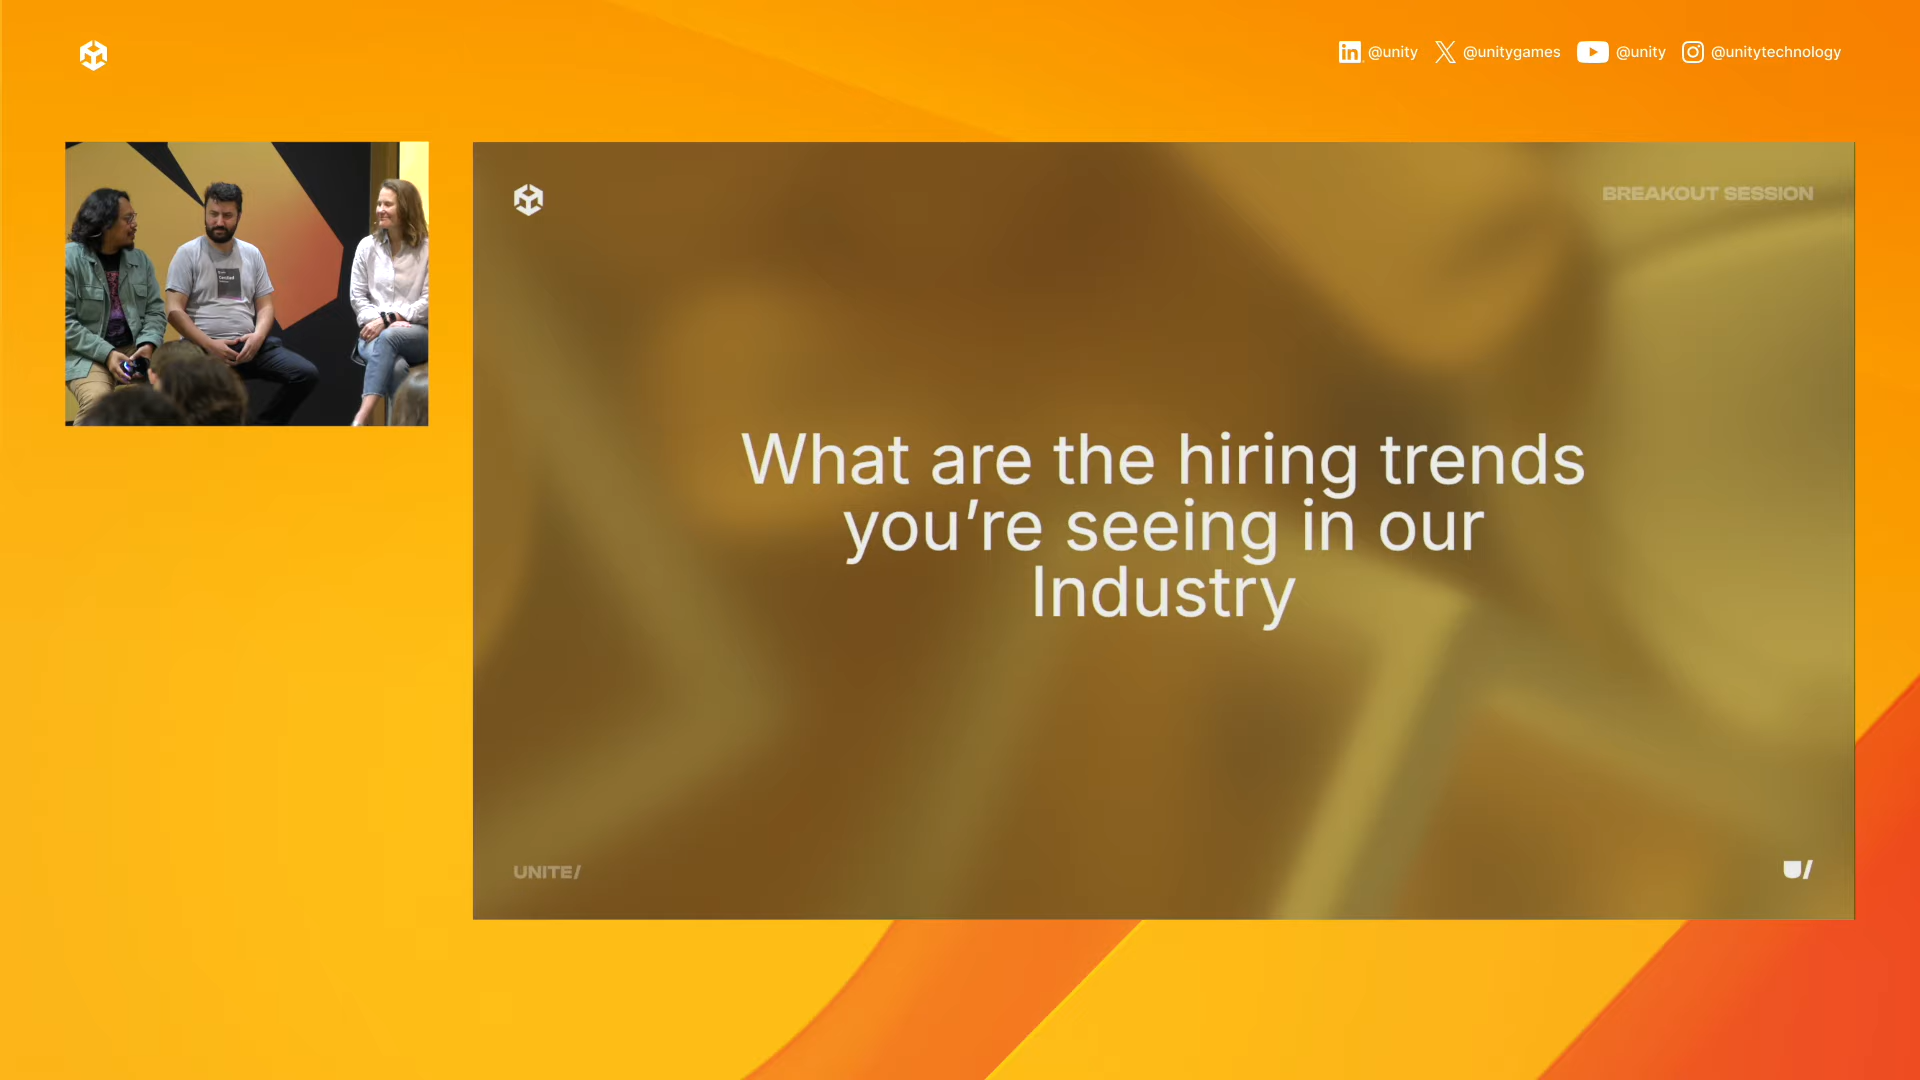 @unity
@unitygames
@unity
@unitytechnology
BREAKOUT SESSION
What are the hiring trends
you’re seeing in our
Industry
UNITE/
U/